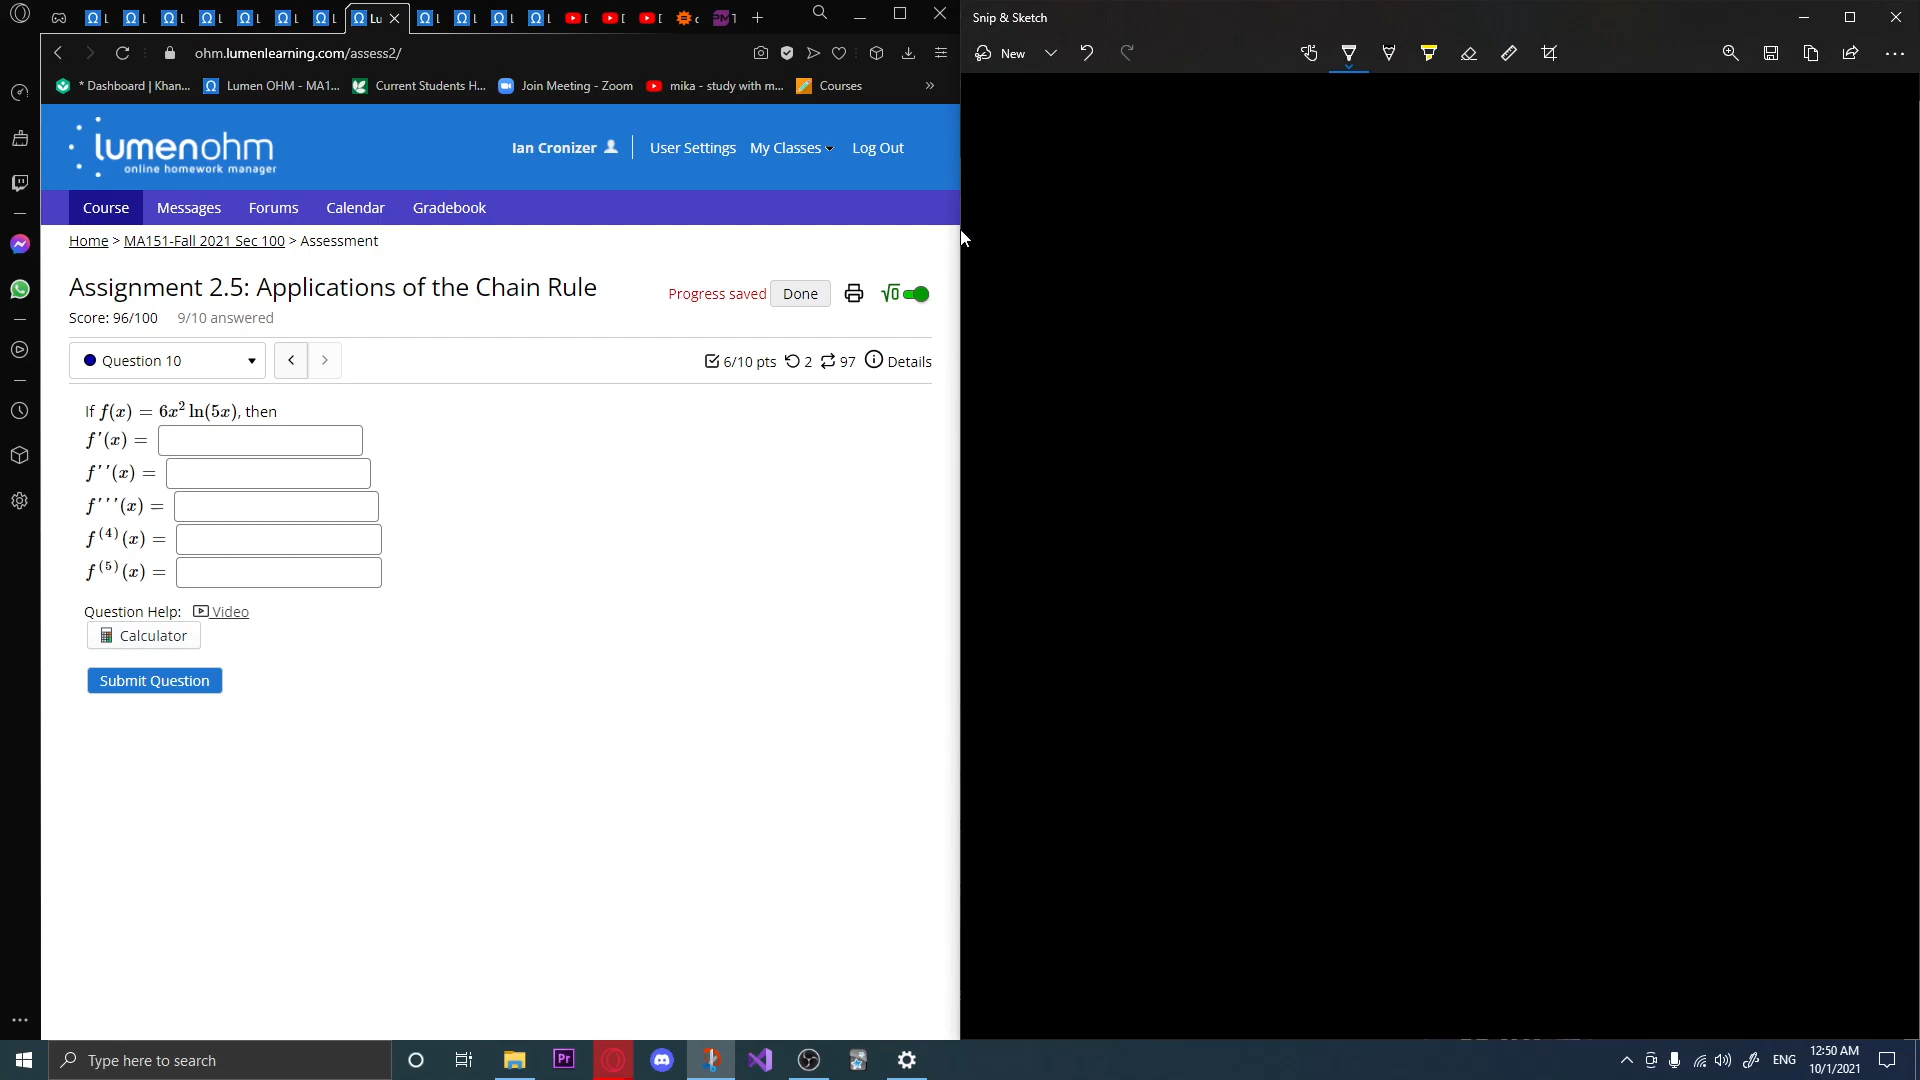 Lu
Snip & Sketch
ohm.lumenlearning.com/assess2/
New
* Dashboard | Khan...
Lumen OHM - MA1...
Current Students H...
Join Meeting - Zoom
mika - study with m...
Courses
»
lumenohm
online homework manager
Ian Cronizer
User Settings
My Classes
Log Out
Course
Messages
Forums
Calendar
Gradebook
Home > MA151-Fall 2021 Sec 100 > Assessment
Assignment 2.5: Applications of the Chain Rule
Progress saved
Done
√0
Score: 96/100
9/10 answered
Question 10
<
>
6/10 pts
2
97
Details
If f(x) = 6x² ln(5x), then
f'(x) =
f''(x) =
f'''(x) =
f⁽⁴⁾(x) =
f⁽⁵⁾(x) =
Question Help: Video
Calculator
Submit Question
Type here to search
Pr
ENG
12:50 AM
10/1/2021